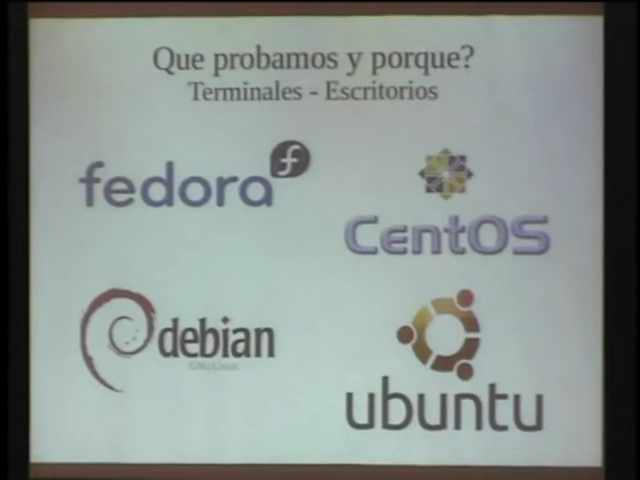 Que probamos y porque?
Terminales - Escritorios
fedora
CentOS
debian
ubuntu